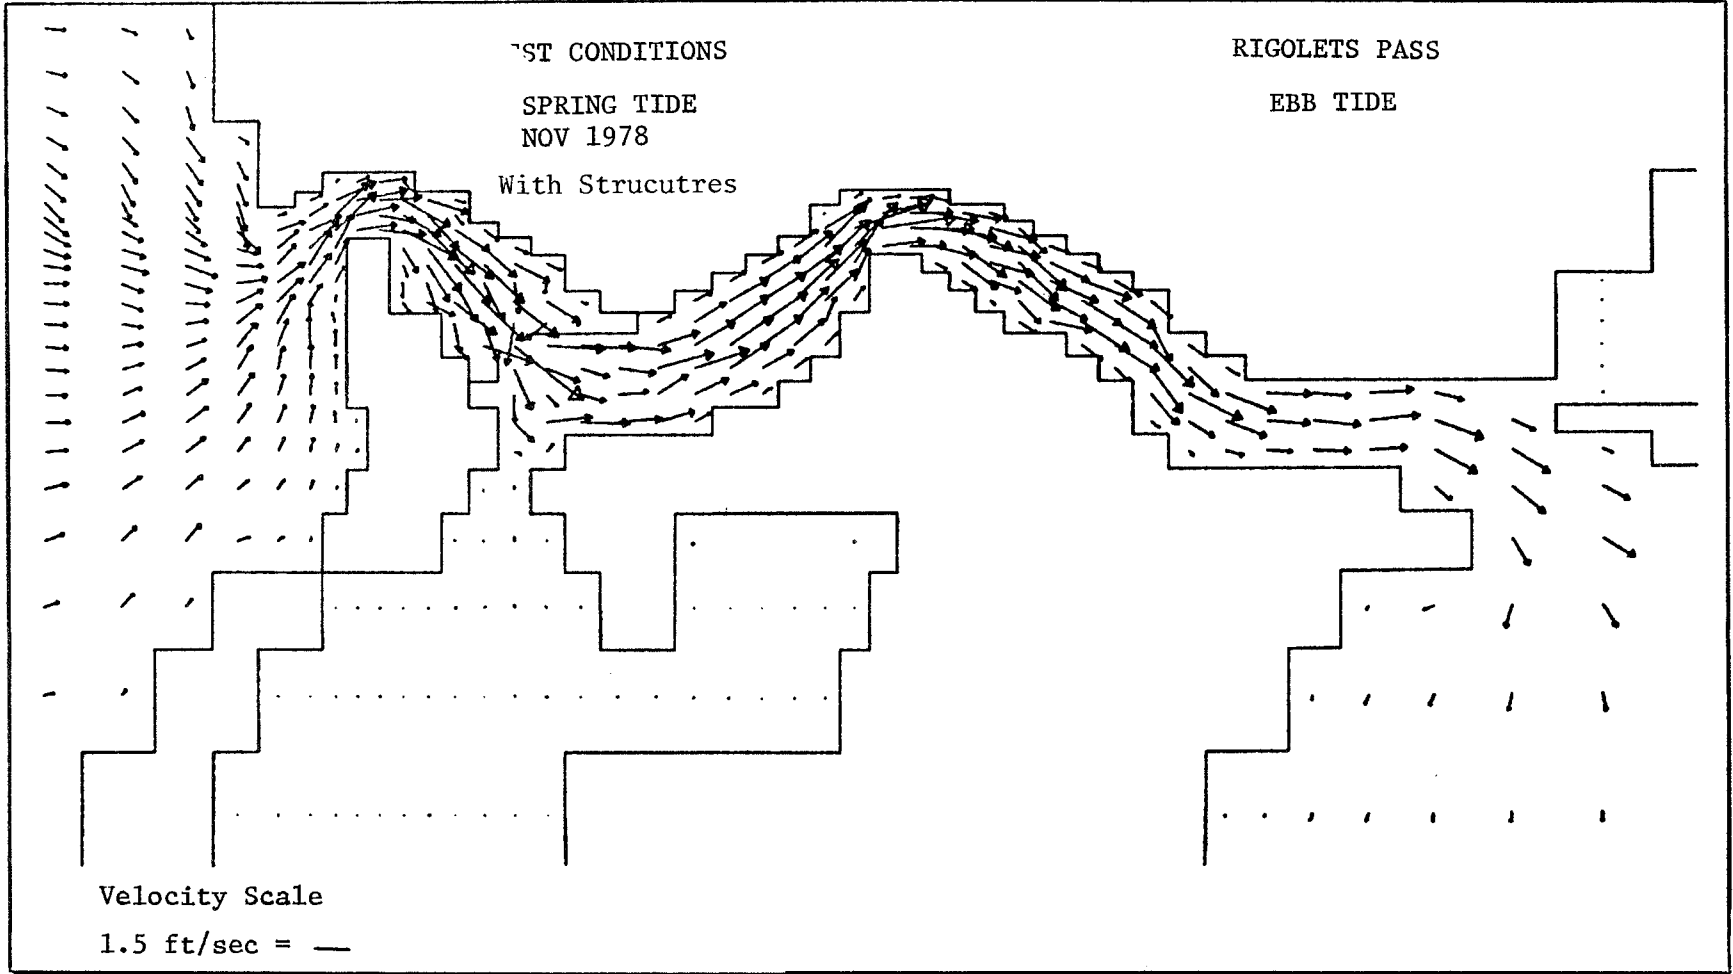 ST CONDITIONS
SPRING TIDE
NOV 1978
With Strucutres
RIGOLETS PASS
EBB TIDE
Velocity Scale
1.5 ft/sec =